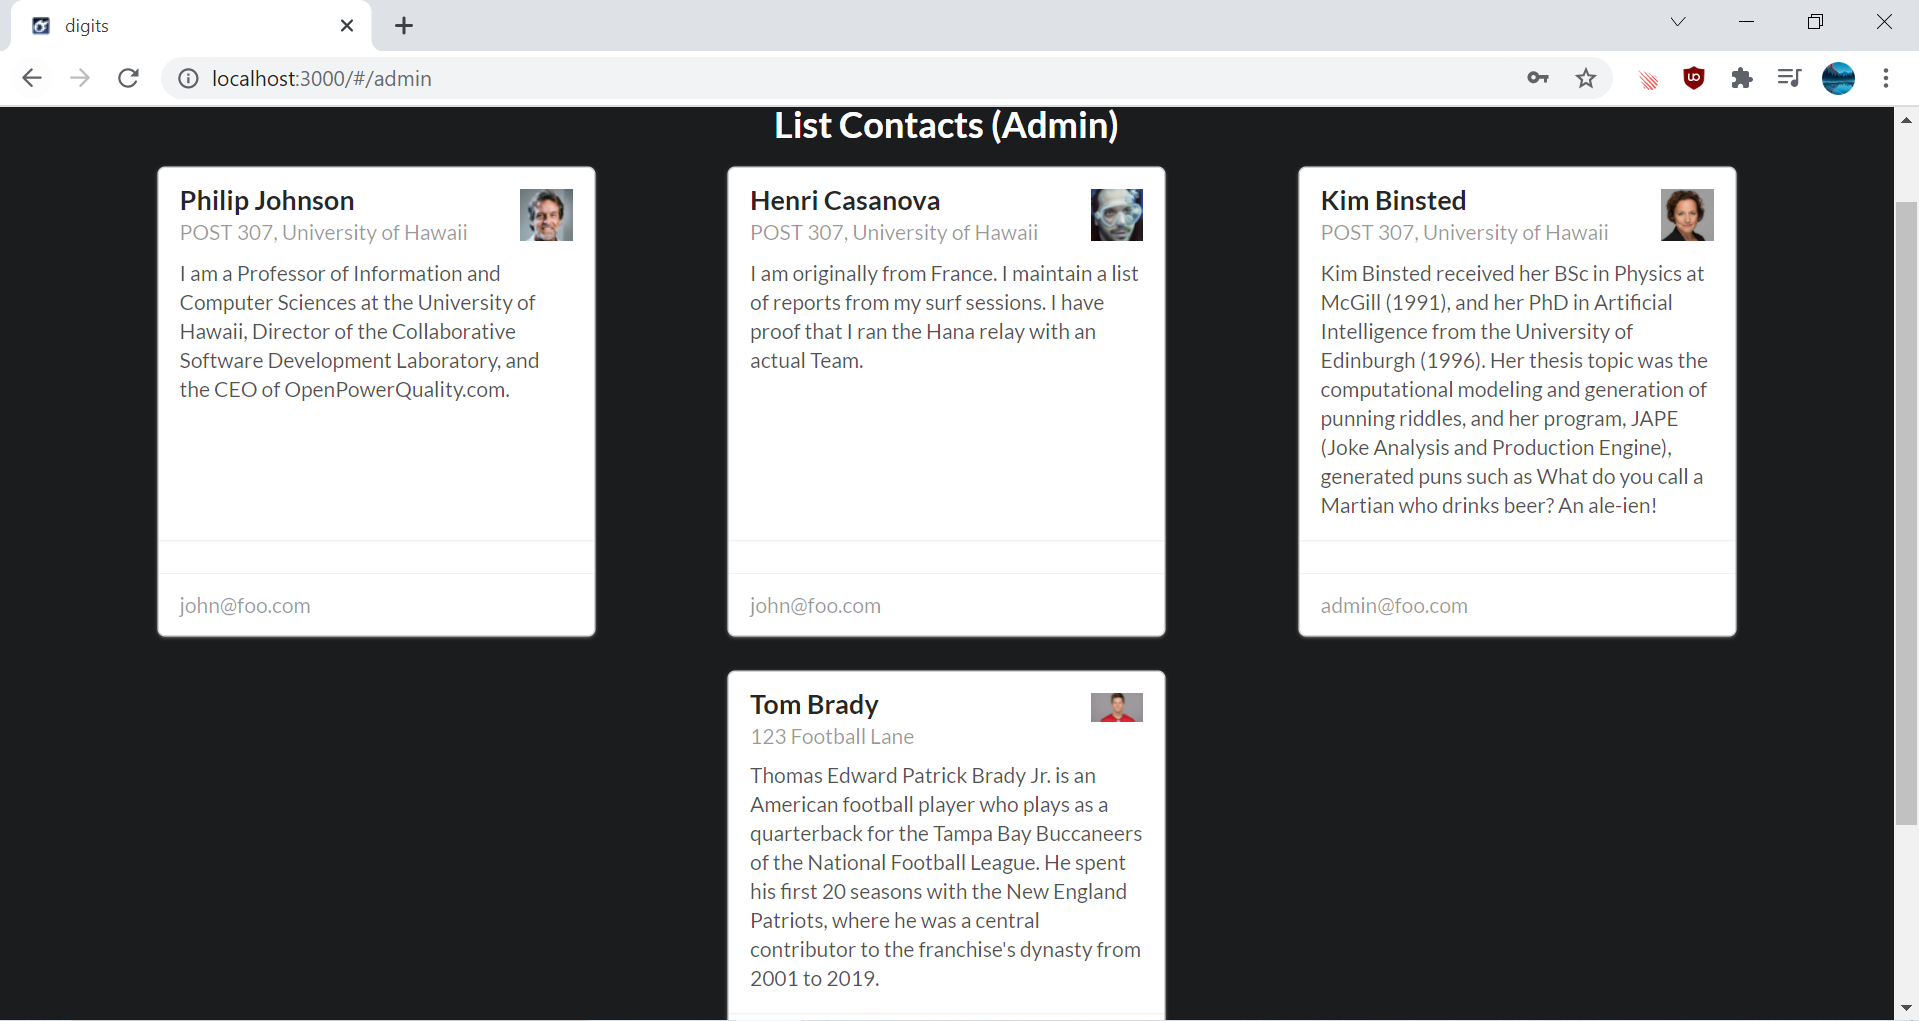 digits
localhost:3000/#/admin
List Contacts (Admin)
Philip Johnson
POST 307, University of Hawaii
I am a Professor of Information and
Computer Sciences at the University of
Hawaii, Director of the Collaborative
Software Development Laboratory, and
the CEO of OpenPowerQuality.com.
john@foo.com
Henri Casanova
POST 307, University of Hawaii
I am originally from France. I maintain a list
of reports from my surf sessions. I have
proof that I ran the Hana relay with an
actual Team.
john@foo.com
Kim Binsted
POST 307, University of Hawaii
Kim Binsted received her BSc in Physics at
McGill (1991), and her PhD in Artificial
Intelligence from the University of
Edinburgh (1996). Her thesis topic was the
computational modeling and generation of
punning riddles, and her program, JAPE
(Joke Analysis and Production Engine),
generated puns such as What do you call a
Martian who drinks beer? An ale-ien!
admin@foo.com
Tom Brady
123 Football Lane
Thomas Edward Patrick Brady Jr. is an
American football player who plays as a
quarterback for the Tampa Bay Buccaneers
of the National Football League. He spent
his first 20 seasons with the New England
Patriots, where he was a central
contributor to the franchise's dynasty from
2001 to 2019.